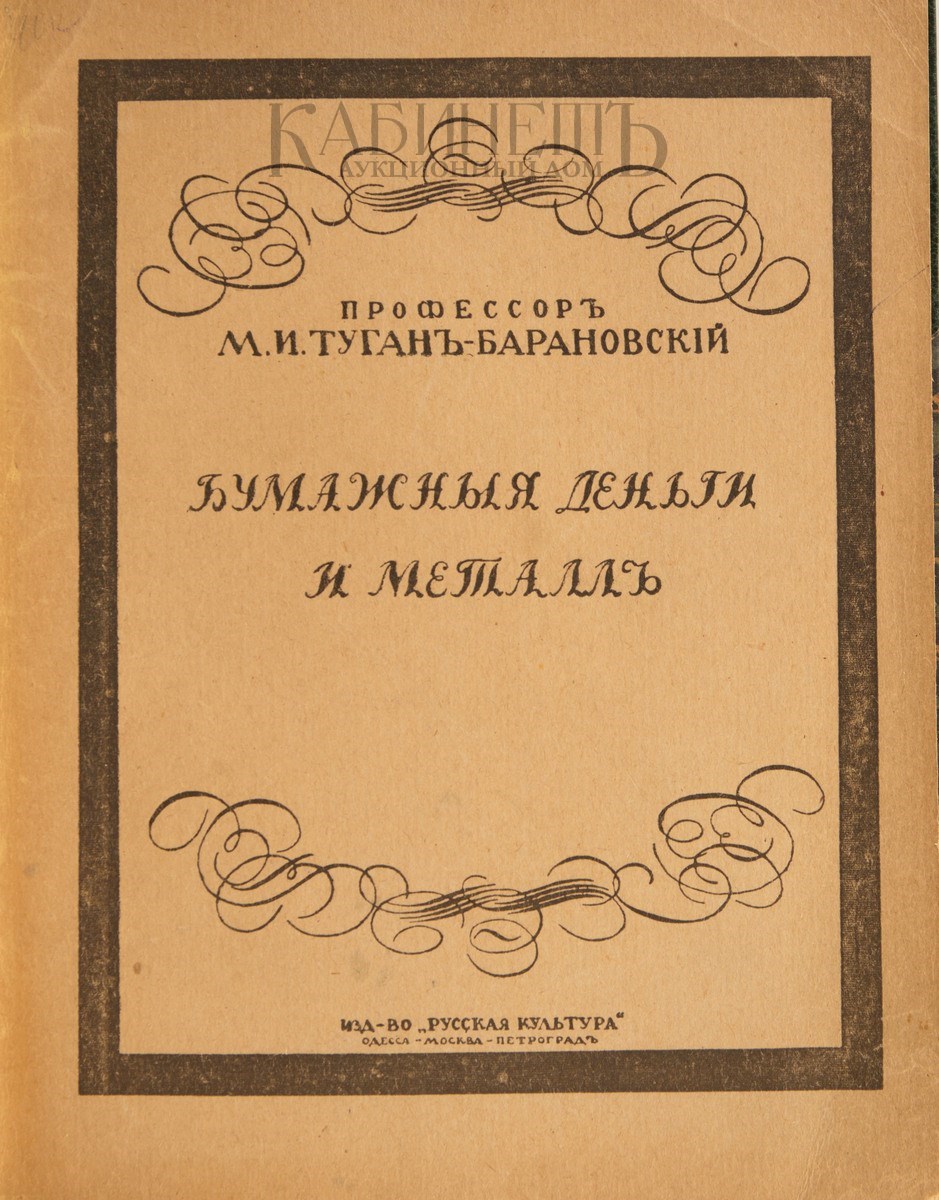 КАБИНЕТЪ
АУКЦИОННЫЙ ДОМ
ПРОФЕССОРЪ
М.И.ТУГАНЪ-БАРАНОВСКІЙ
БУМАЖНЫЯ ДЕНЬГИ
И МЕТАЛЛЪ
ИЗД-ВО „РУССКАЯ КУЛЬТУРА“
ОДЕССА-МОСКВА-ПЕТРОГРАДЪ